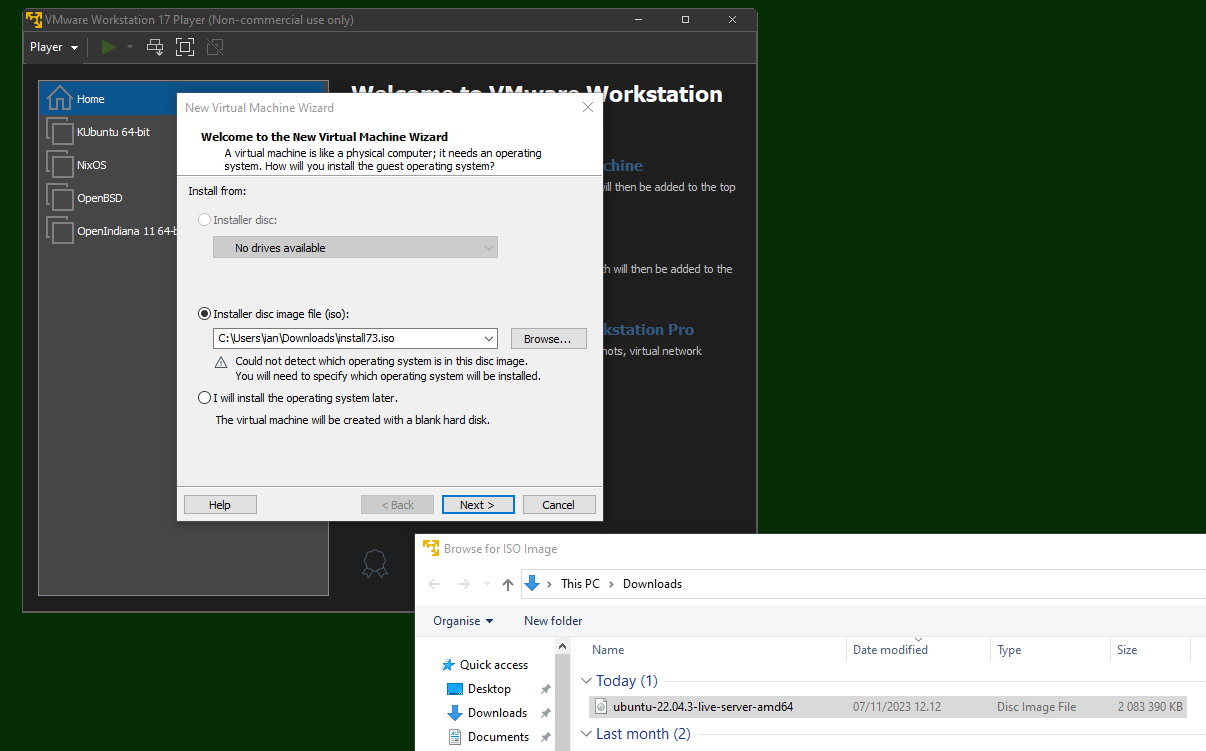 VMware Workstation 17 Player (Non-commercial use only)
Player
Welcome to VMware Workstation
Home
KUbuntu 64-bit
NixOS
OpenBSD
OpenIndiana 11 64-b
chine
ill then be added to the top
ch will then be added to the
kstation Pro
ots, virtual network
New Virtual Machine Wizard
Welcome to the New Virtual Machine Wizard
A virtual machine is like a physical computer; it needs an operating
system. How will you install the guest operating system?
Install from:
Installer disc:
No drives available
Installer disc image file (iso):
C:\Users\ian\Downloads\install73.iso
Browse...
Could not detect which operating system is in this disc image.
You will need to specify which operating system will be installed.
I will install the operating system later.
The virtual machine will be created with a blank hard disk.
Help
< Back
Next >
Cancel
Browse for ISO Image
This PC > Downloads
Organise
New folder
Quick access
Desktop
Downloads
Documents
Name
Date modified
Type
Size
Today (1)
ubuntu-22.04.3-live-server-amd64
07/11/2023 12.12
Disc Image File
2 083 390 KB
Last month (2)